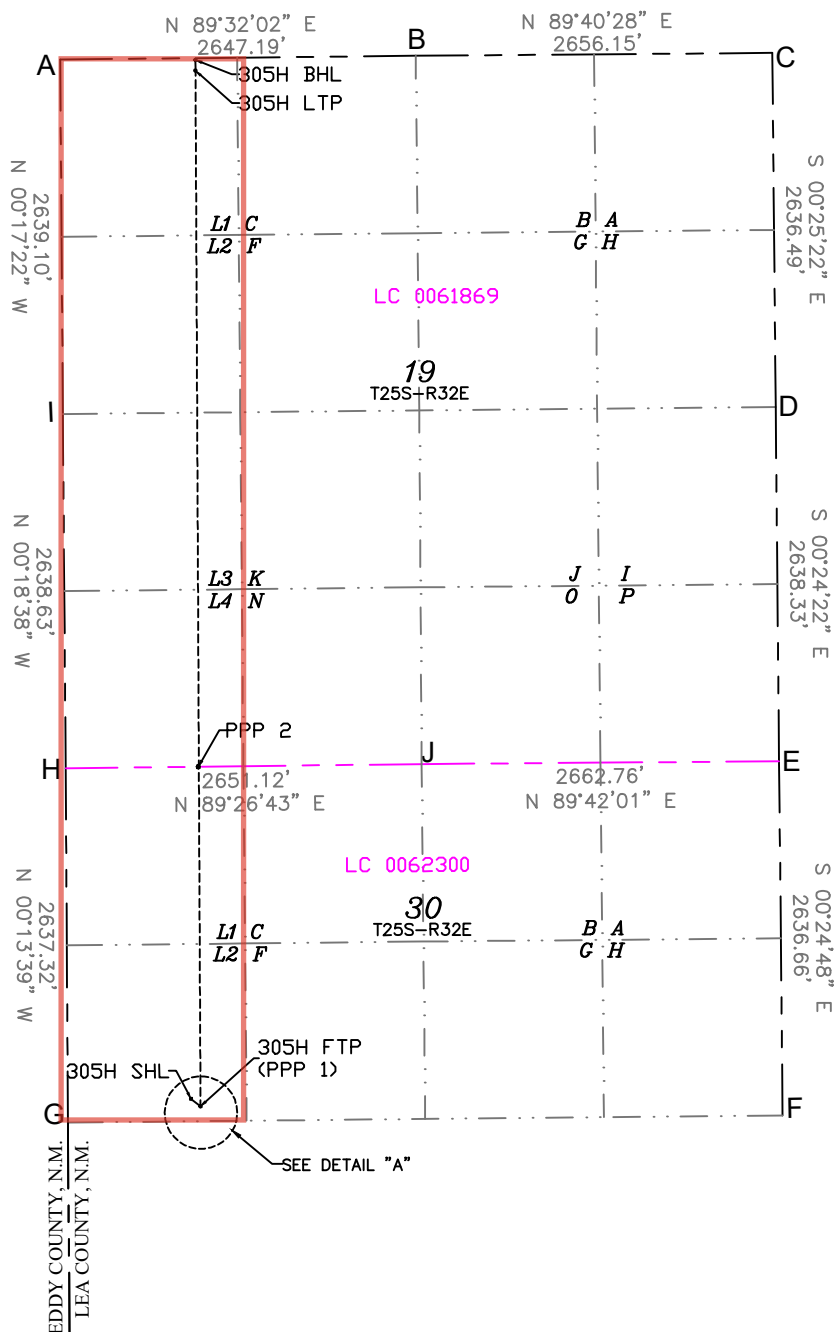 N 89°32'02" E
2647.19'
B
N 89°40'28" E
2656.15'
A
C
305H BHL
305H LTP
N 00°17'22" W
2639.10'
S 00°25'22" E
2636.49'
L1 C
L2 F
B A
G H
LC 0061869
19
T25S-R32E
I
D
N 00°18'38" W
2638.63'
S 00°24'22" E
2638.33'
L3 K
L4 N
J I
O P
PPP 2
H
J
E
2651.12'
N 89°26'43" E
2662.76'
N 89°42'01" E
LC 0062300
30
T25S-R32E
N 00°13'39" W
2637.32'
S 00°24'48" E
2636.66'
L1 C
L2 F
B A
G H
305H SHL
305H FTP
(PPP 1)
G
F
SEE DETAIL "A"
EDDY COUNTY, N.M.
LEA COUNTY, N.M.